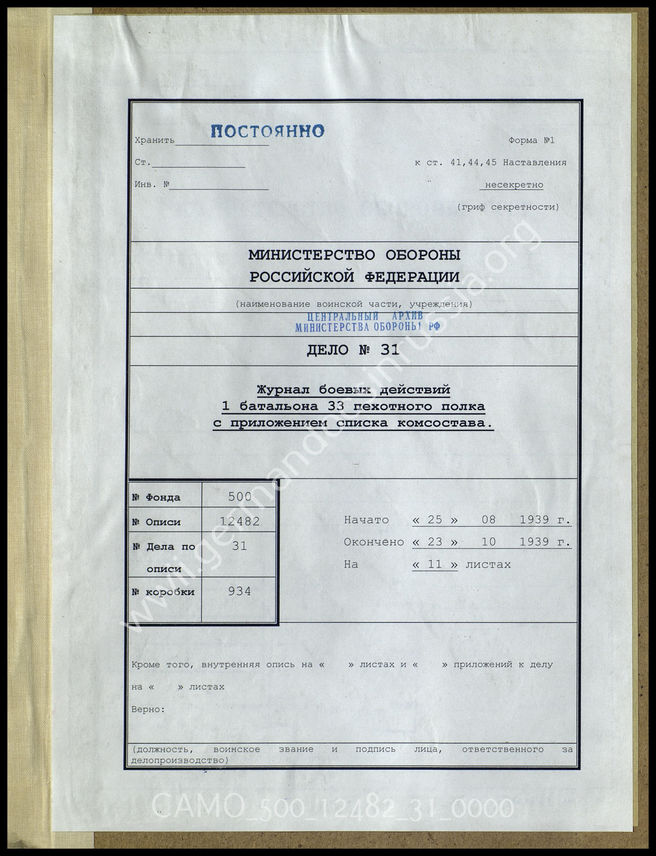 Хранить ПОСТОЯННО
Форма №1
Ст.
к ст. 41,44,45 Наставления
Инв. №
несекретно
(гриф секретности)
МИНИСТЕРСТВО ОБОРОНЫ
РОССИЙСКОЙ ФЕДЕРАЦИИ
(наименование воинской части, учреждения)
ЦЕНТРАЛЬНЫЙ АРХИВ
МИНИСТЕРСТВА ОБОРОНЫ РФ
ДЕЛО № 31
Журнал боевых действий
1 батальона 33 пехотного полка
с приложением списка комсостава.
№ Фонда 500
№ Описи 12482
№ Дела по 31
описи
№ коробки 934
Начато « 25 » 08 1939 г.
Окончено « 23 » 10 1939 г.
На « 11 » листах
Кроме того, внутренняя опись на « » листах и « » приложений к делу
на « » листах
Верно:
(должность, воинское звание и подпись лица, ответственного за
делопроизводство)
www.germandocsinrussia.org
CAMO_500_12482_31_0000